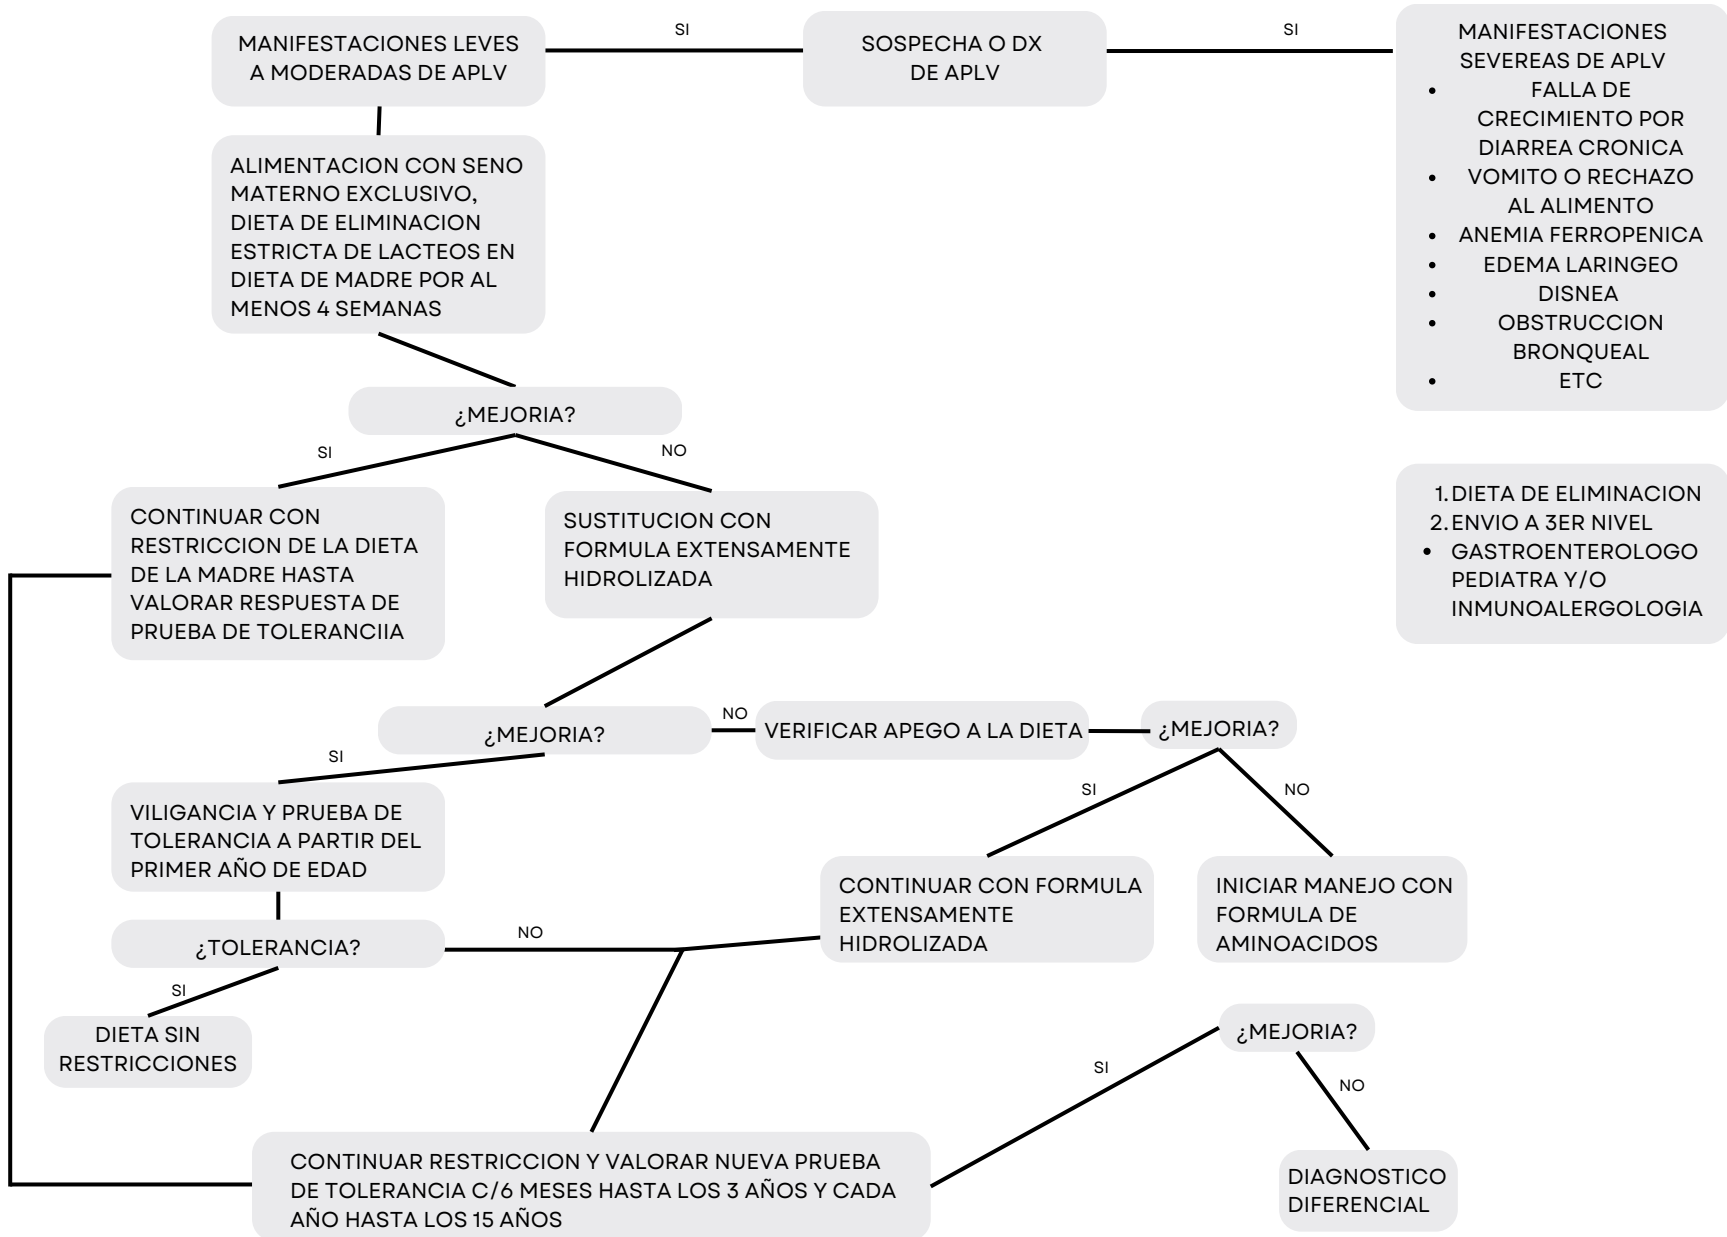 SI
SI
MANIFESTACIONES LEVES
A MODERADAS DE APLV
SOSPECHA O DX
DE APLV
MANIFESTACIONES
SEVEREAS DE APLV
• FALLA DE
CRECIMIENTO POR
DIARREA CRONICA
• VOMITO O RECHAZO
AL ALIMENTO
• ANEMIA FERROPENICA
• EDEMA LARINGEO
• DISNEA
• OBSTRUCCION
BRONQUEAL
• ETC
ALIMENTACION CON SENO
MATERNO EXCLUSIVO,
DIETA DE ELIMINACION
ESTRICTA DE LACTEOS EN
DIETA DE MADRE POR AL
MENOS 4 SEMANAS
¿MEJORIA?
SI
NO
CONTINUAR CON
RESTRICCION DE LA DIETA
DE LA MADRE HASTA
VALORAR RESPUESTA DE
PRUEBA DE TOLERANCIIA
SUSTITUCION CON
FORMULA EXTENSAMENTE
HIDROLIZADA
1. DIETA DE ELIMINACION
2. ENVIO A 3ER NIVEL
• GASTROENTEROLOGO
PEDIATRA Y/O
INMUNOALERGOLOGIA
¿MEJORIA?
NO
VERIFICAR APEGO A LA DIETA
¿MEJORIA?
SI
SI
NO
VILIGANCIA Y PRUEBA DE
TOLERANCIA A PARTIR DEL
PRIMER AÑO DE EDAD
CONTINUAR CON FORMULA
EXTENSAMENTE
HIDROLIZADA
INICIAR MANEJO CON
FORMULA DE
AMINOACIDOS
¿TOLERANCIA?
NO
SI
DIETA SIN
RESTRICCIONES
¿MEJORIA?
SI
NO
CONTINUAR RESTRICCION Y VALORAR NUEVA PRUEBA
DE TOLERANCIA C/6 MESES HASTA LOS 3 AÑOS Y CADA
AÑO HASTA LOS 15 AÑOS
DIAGNOSTICO
DIFERENCIAL